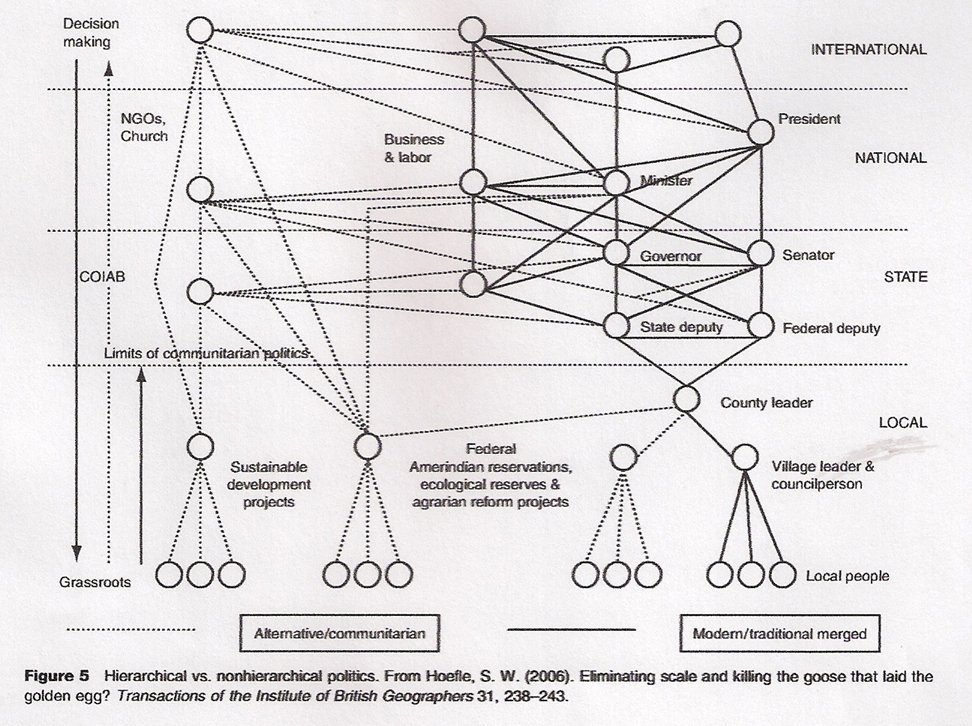 Decision
making
INTERNATIONAL
NGOs,
Church
President
Business
& labor
NATIONAL
Minister
COIAB
Governor
Senator
STATE
State deputy
Federal deputy
Limits of communitarian politics
County leader
LOCAL
Sustainable
development
projects
Federal
Amerindian reservations,
ecological reserves &
agrarian reform projects
Village leader &
councilperson
Grassroots
Local people
Alternative/communitarian
Modern/traditional merged
Figure 5 Hierarchical vs. nonhierarchical politics. From Hoefle, S. W. (2006). Eliminating scale and killing the goose that laid the
golden egg? Transactions of the Institute of British Geographers 31, 238–243.